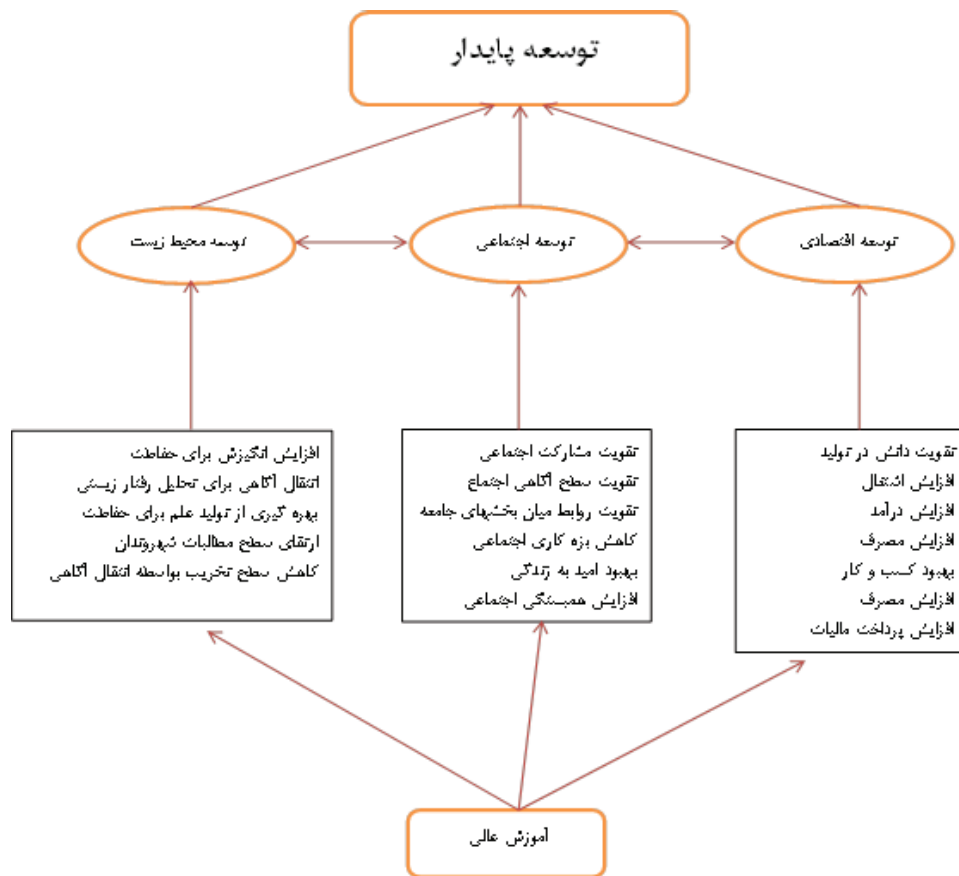 توسعه پایدار
توسعه اقتصادی
توسعه اجتماعی
توسعه محیط زیست
تقویت دانش در تولید
افزایش اشتغال
افزایش درآمد
افزایش مصرف
بهبود کسب و کار
افزایش مصرف
افزایش پرداخت مالیات
تقویت مشارکت اجتماعی
تقویت سطح آگاهی اجتماع
تقویت روابط میان بخشهای جامعه
کاهش بزه کاری اجتماعی
بهبود امید به زندگی
افزایش همبستگی اجتماعی
افزایش انگیزش برای حفاظت
انتقال آگاهی برای تحلیل رفتار زیستی
بهره گیری از تولید علم برای حفاظت
ارتقای سطح مطالبات شهروندان
کاهش سطح تخریب بواسطه انتقال آگاهی
آموزش عالی